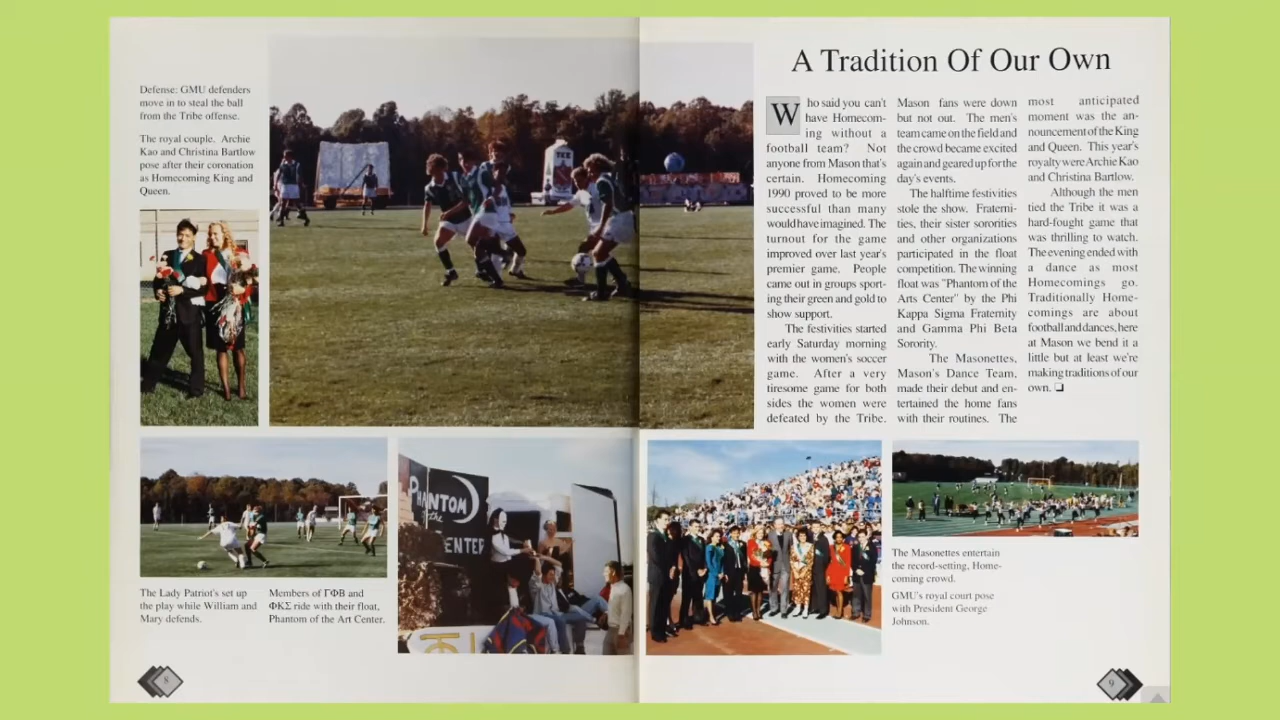 A Tradition Of Our Own
Defense: GMU defenders
move in to steal the ball
from the Tribe offense.
The royal couple. Archie
Kao and Christina Bartlow
pose after their coronation
as Homecoming King and
Queen.
TKE
Who said you can't
have Homecom-
ing without a
football team? Not
anyone from Mason that's
certain. Homecoming
1990 proved to be more
successful than many
would have imagined. The
turnout for the game
improved over last year's
premier game. People
came out in groups sport-
ing their green and gold to
show support.
The festivities started
early Saturday morning
with the women's soccer
game. After a very
tiresome game for both
sides the women were
defeated by the Tribe.
Mason fans were down
but not out. The men's
team came on the field and
the crowd became excited
again and geared up for the
day's events.
The halftime festivities
stole the show. Fraterni-
ties, their sister sororities
and other organizations
participated in the float
competition. The winning
float was "Phantom of the
Arts Center" by the Phi
Kappa Sigma Fraternity
and Gamma Phi Beta
Sorority.
The Masonettes,
Mason's Dance Team,
made their debut and en-
tertained the home fans
with their routines. The
most anticipated
moment was the an-
nouncement of the King
and Queen. This year's
royalty were Archie Kao
and Christina Bartlow.
Although the men
tied the Tribe it was a
hard-fought game that
was thrilling to watch.
The evening ended with
a dance as most
Homecomings go.
Traditionally Home-
comings are about
football and dances, here
at Mason we bend it a
little but at least we're
making traditions of our
own. ❏
PHANTOM
of the
CENTER
The Lady Patriot's set up
the play while William and
Mary defends.
Members of ΓΦΒ and
ΦΚΣ ride with their float,
Phantom of the Art Center.
The Masonettes entertain
the record-setting, Home-
coming crowd.
GMU's royal court pose
with President George
Johnson.
8
9